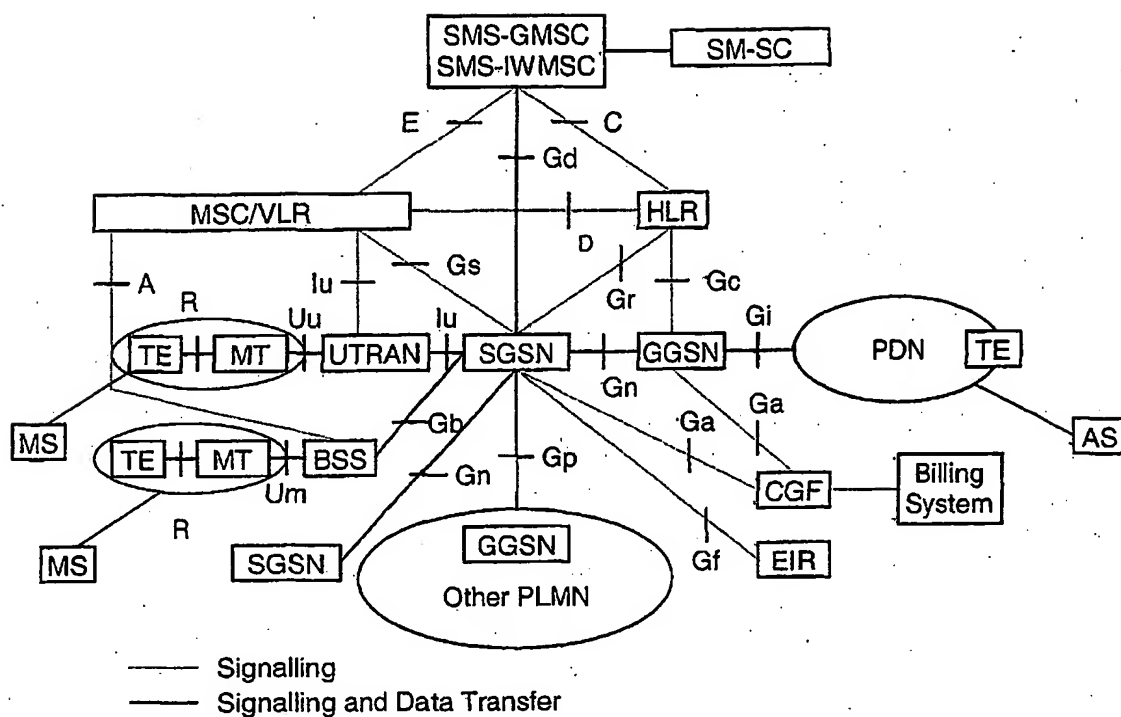 SMS-GMSC
SMS-IWMSC
SM-SC
E
C
Gd
MSC/VLR
HLR
D
A
Iu
Gs
Gr
Gc
R
Uu
Iu
Gi
TE
MT
UTRAN
SGSN
GGSN
PDN
TE
Gn
MS
Gb
Ga
Ga
AS
TE
MT
BSS
Um
Gn
Gp
CGF
Billing
System
R
MS
SGSN
GGSN
Gf
EIR
Other PLMN
Signalling
Signalling and Data Transfer